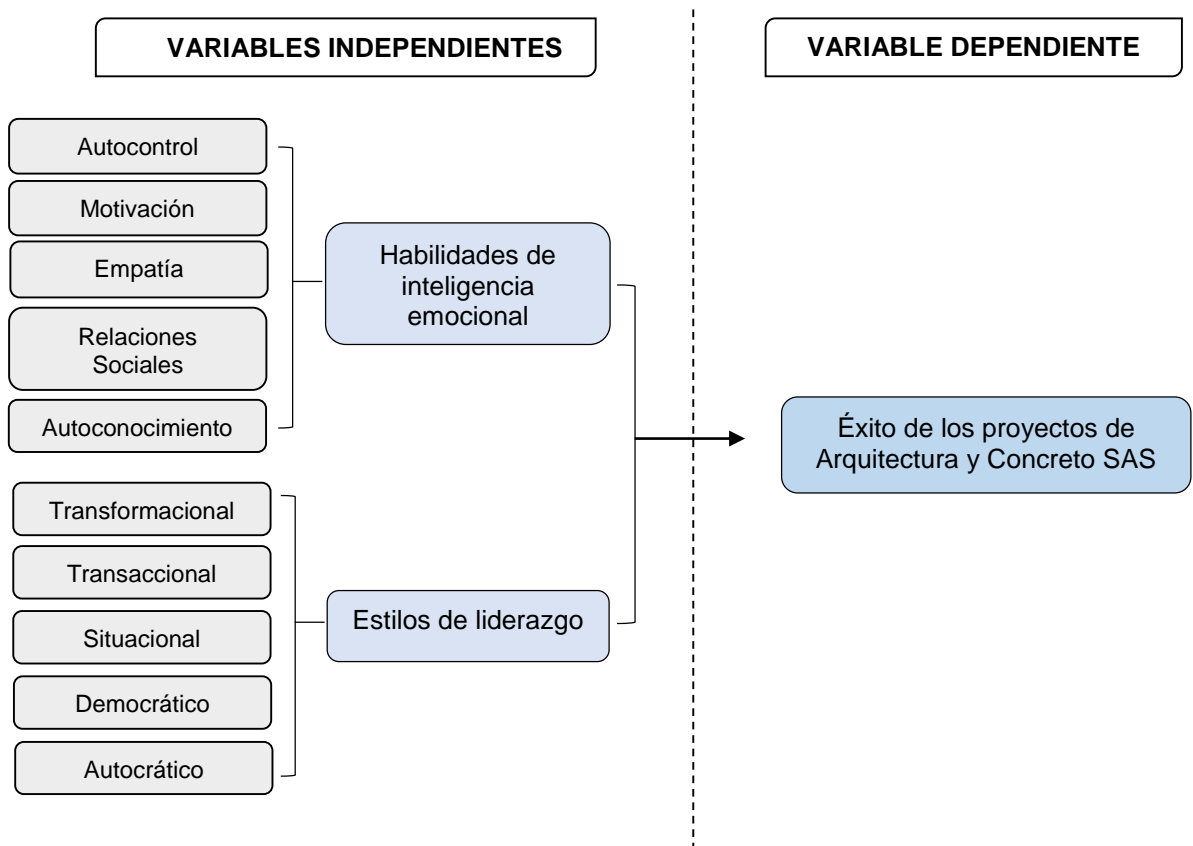 VARIABLES INDEPENDIENTES
VARIABLE DEPENDIENTE
Autocontrol
Motivación
Empatía
Relaciones
Sociales
Autoconocimiento
Habilidades de
inteligencia
emocional
Transformacional
Transaccional
Situacional
Democrático
Autocrático
Estilos de liderazgo
Éxito de los proyectos de
Arquitectura y Concreto SAS